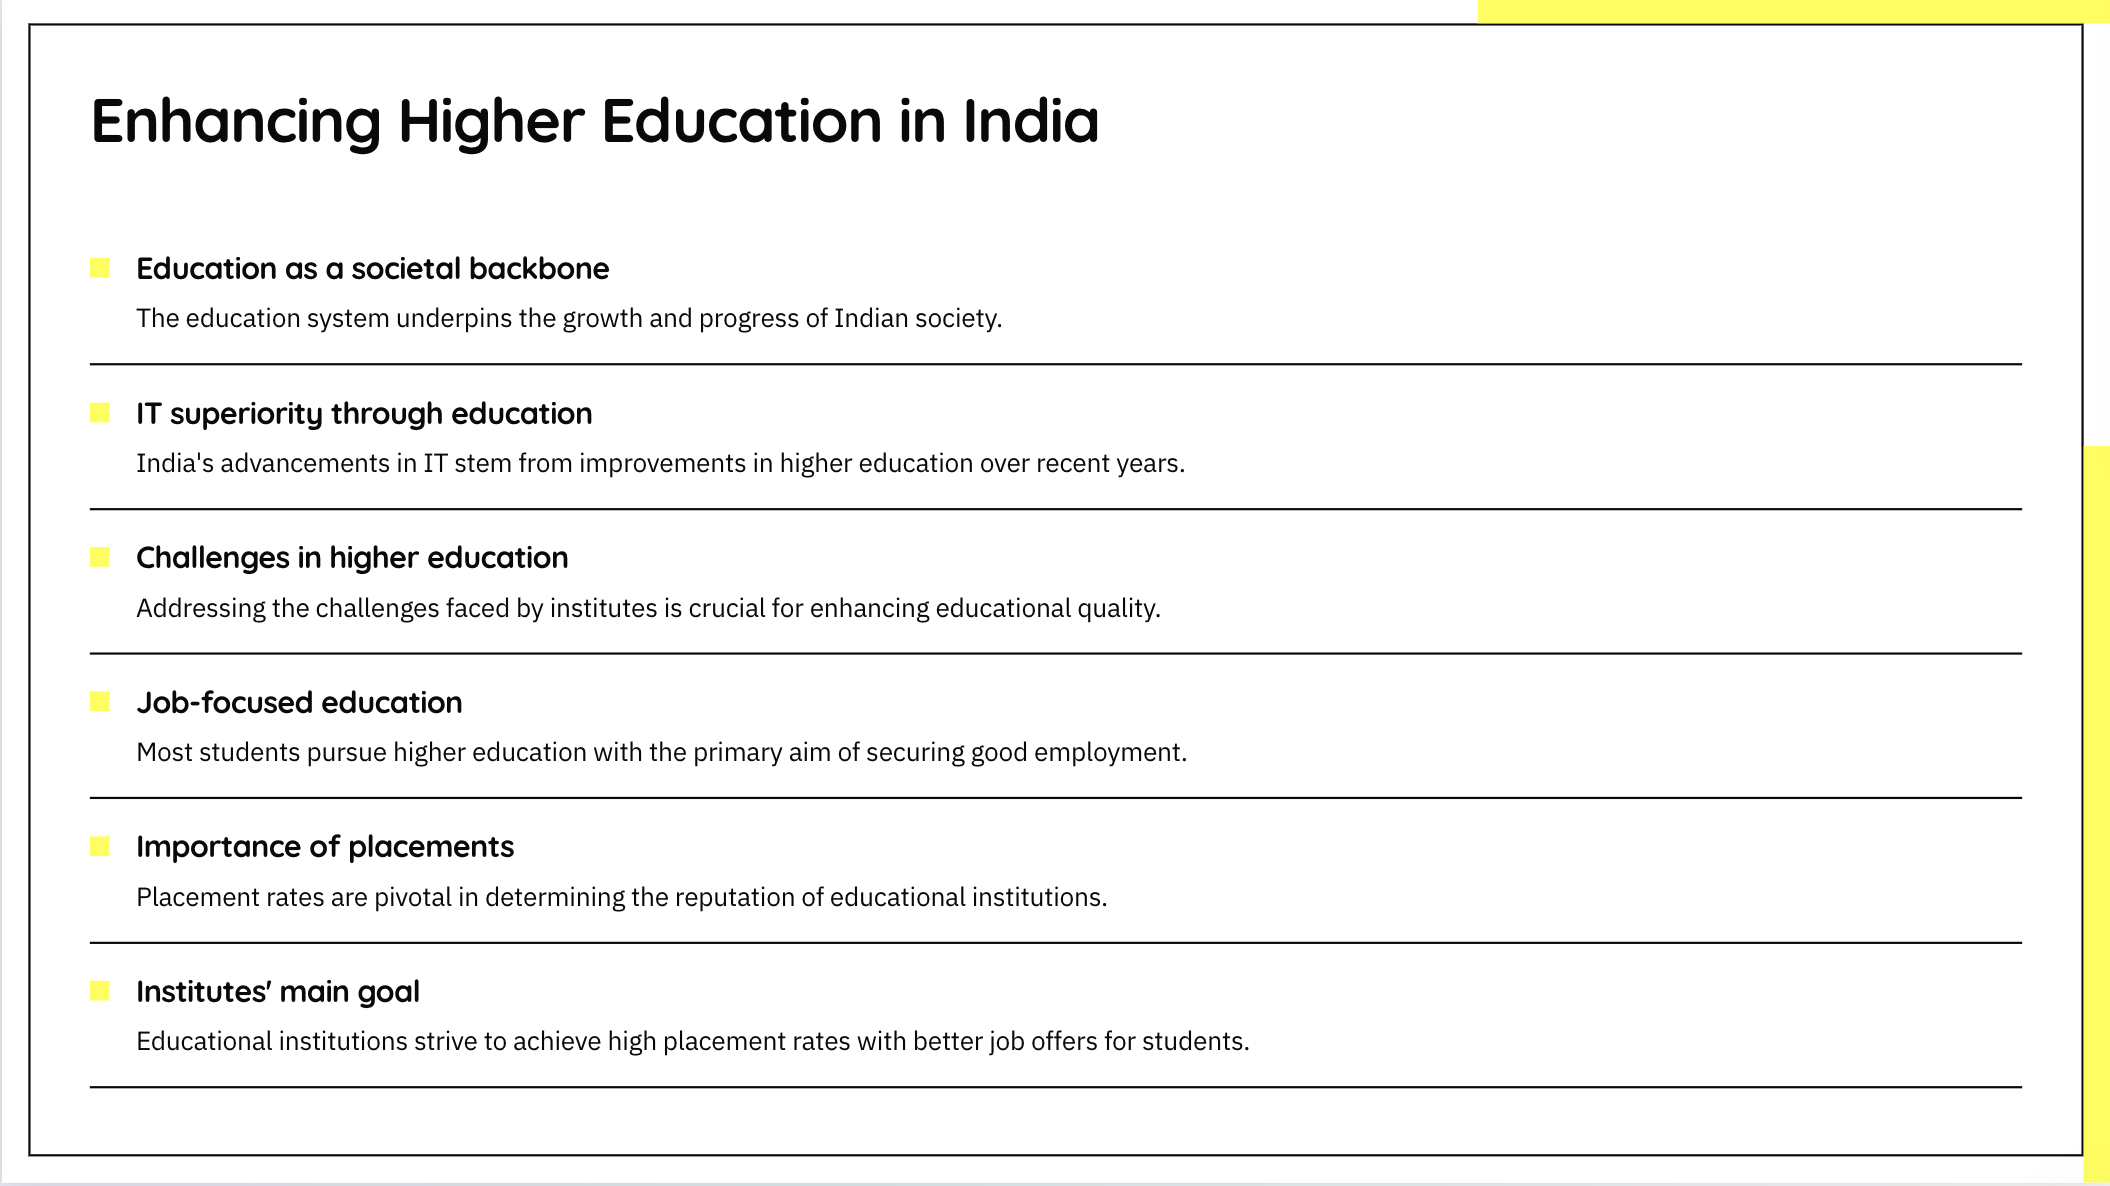 Enhancing Higher Education in India
Education as a societal backbone
The education system underpins the growth and progress of Indian society.
IT superiority through education
India's advancements in IT stem from improvements in higher education over recent years.
Challenges in higher education
Addressing the challenges faced by institutes is crucial for enhancing educational quality.
Job-focused education
Most students pursue higher education with the primary aim of securing good employment.
Importance of placements
Placement rates are pivotal in determining the reputation of educational institutions.
Institutes' main goal
Educational institutions strive to achieve high placement rates with better job offers for students.